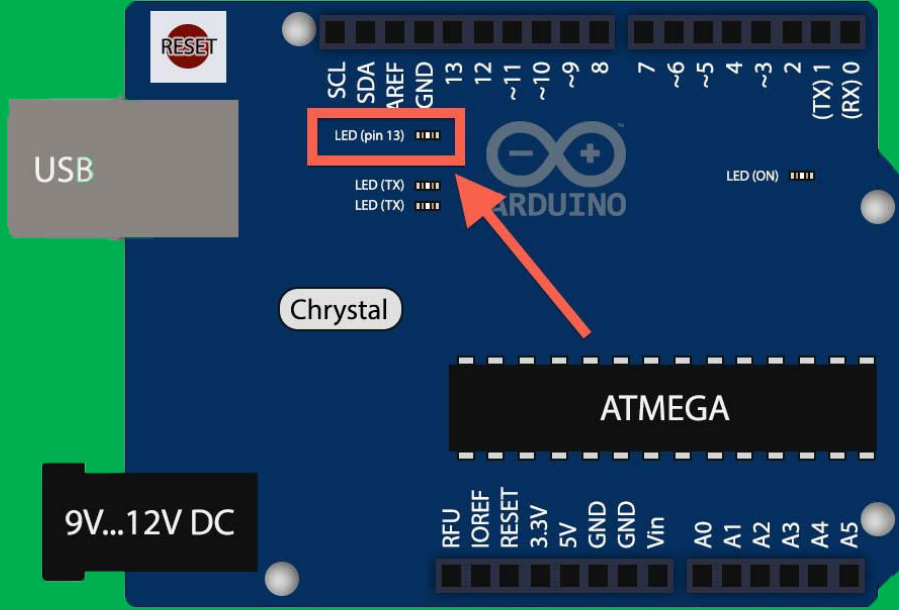 RESET
SCL
SDA
AREF
GND
13
12
~11
~10
~9
8
7
~6
~5
4
~3
2
(TX) 1
(RX) 0
USB
LED (pin 13)
LED (TX)
LED (TX)
LED (ON)
ARDUINO
TM
Chrystal
ATMEGA
9V...12V DC
RFU
IOREF
RESET
3.3V
5V
GND
GND
Vin
A0
A1
A2
A3
A4
A5